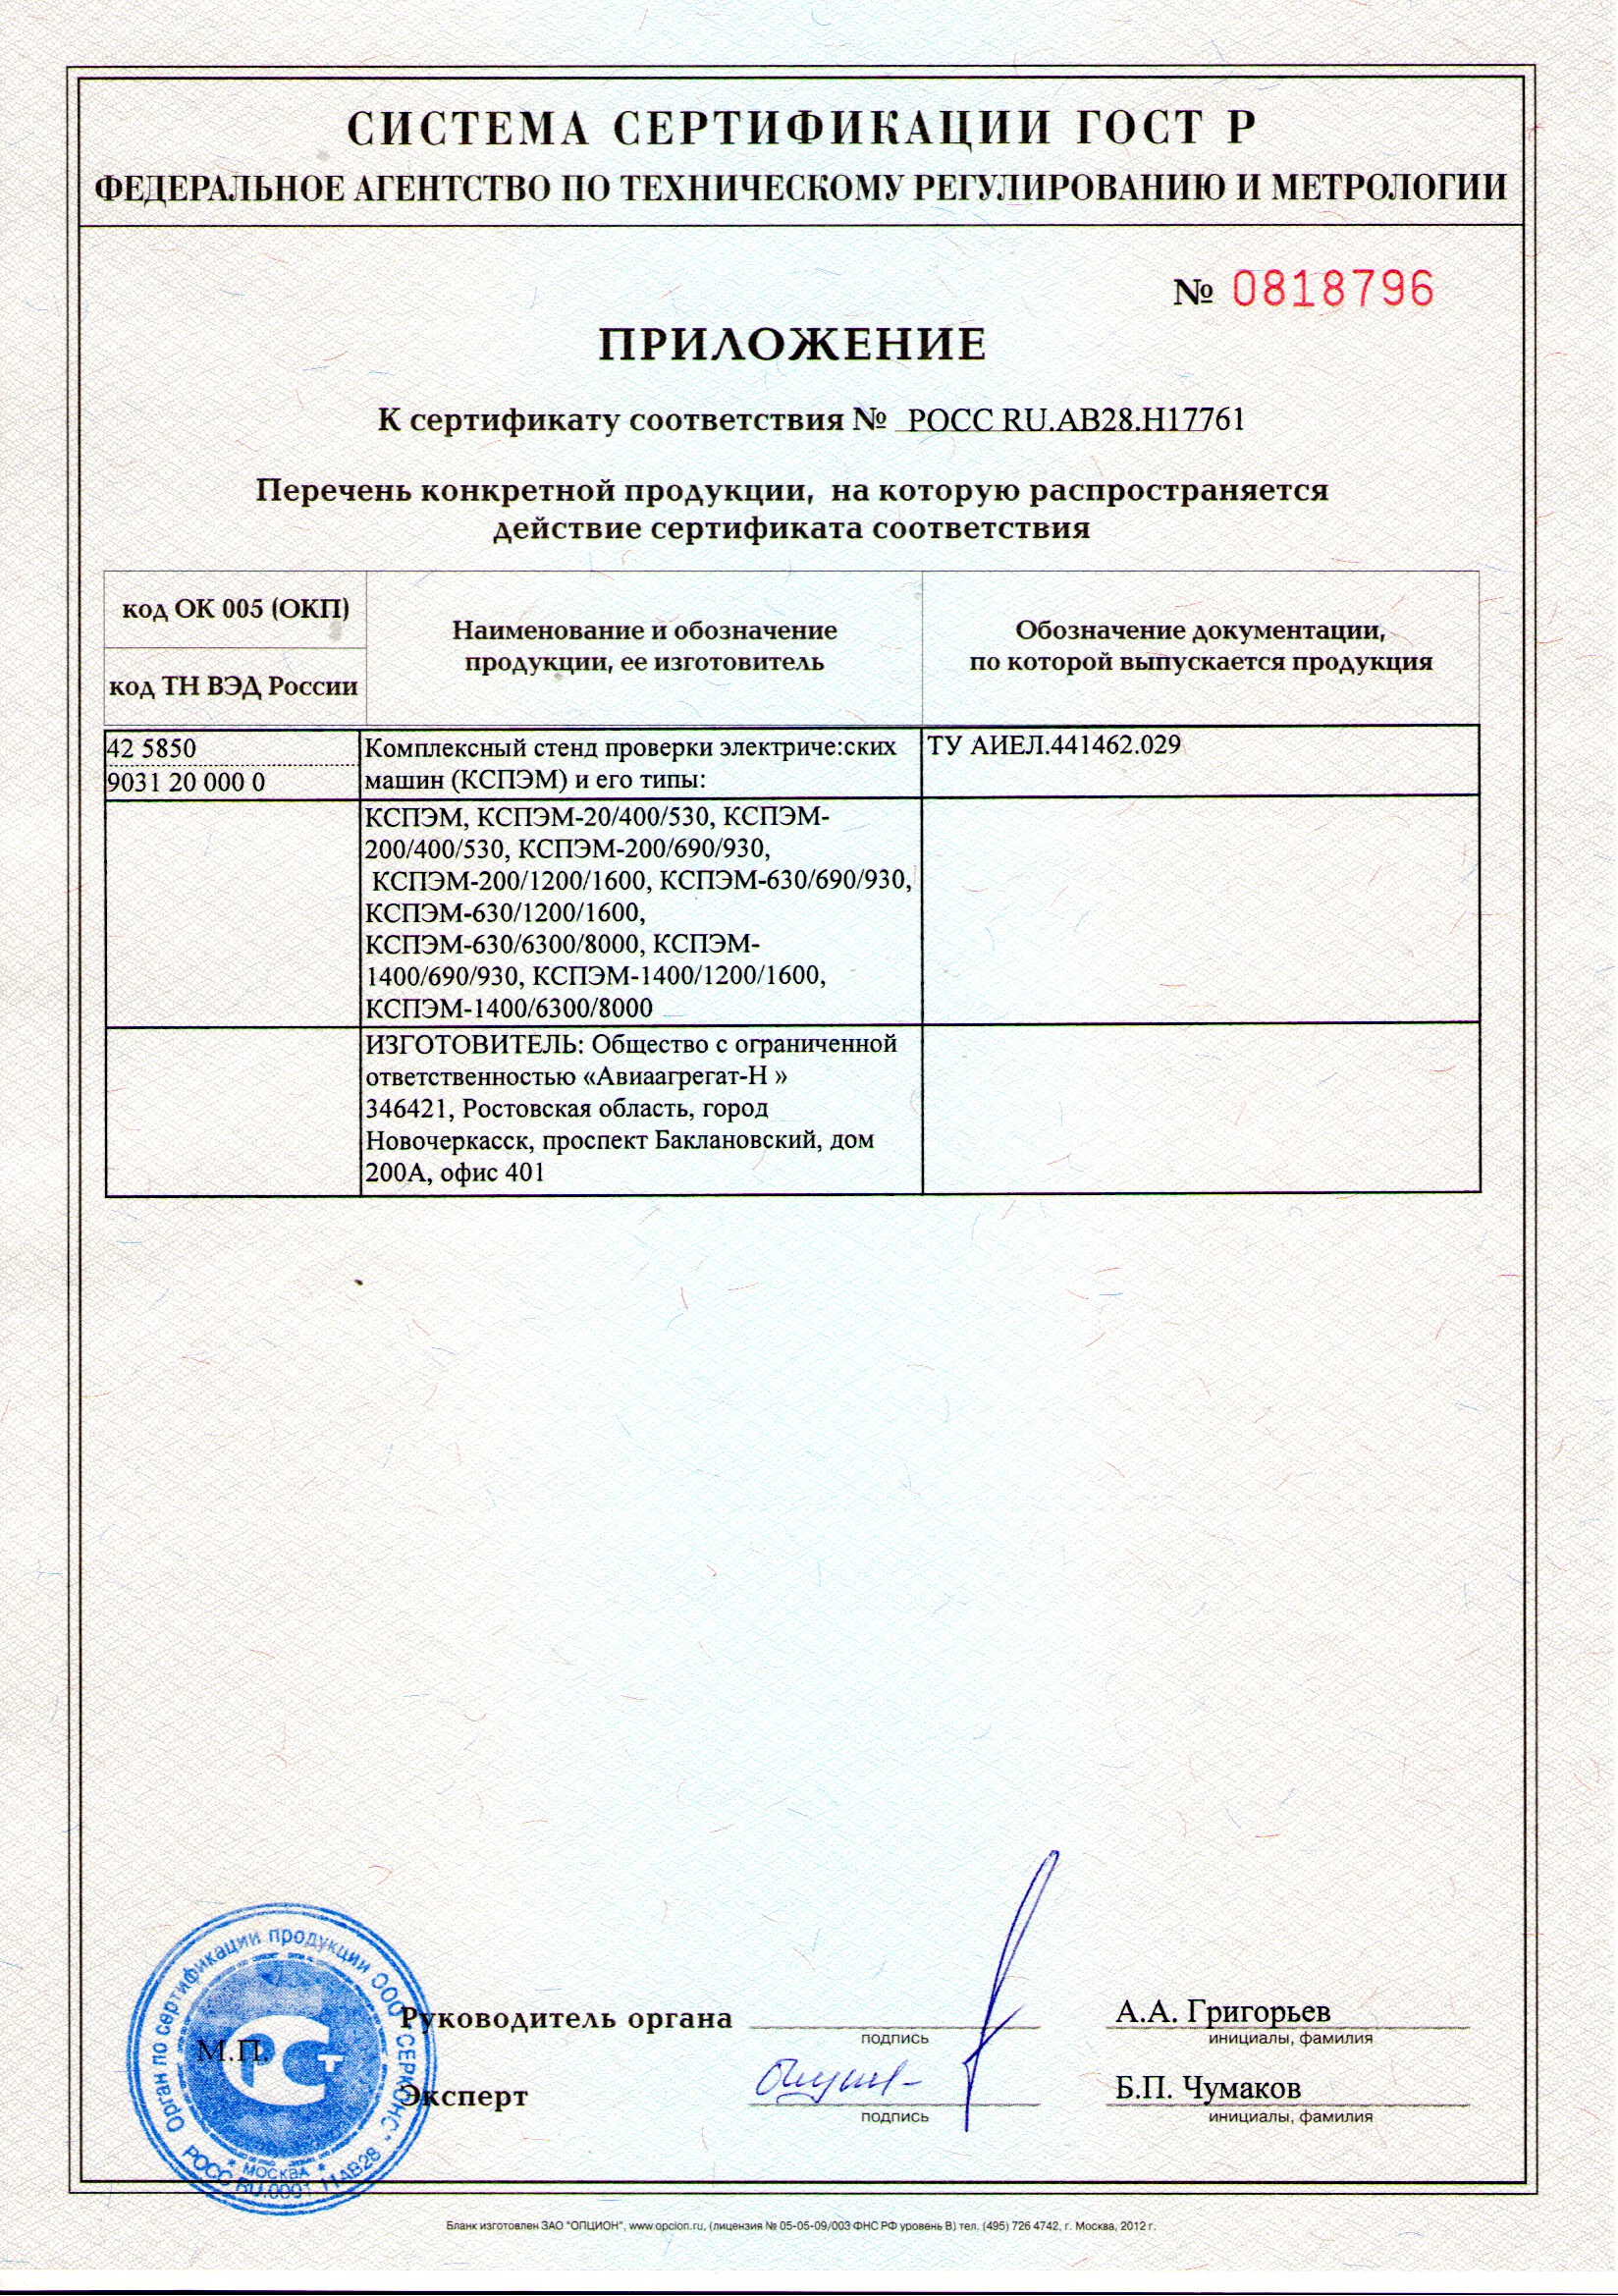 СИСТЕМА СЕРТИФИКАЦИИ ГОСТ Р
ФЕДЕРАЛЬНОЕ АГЕНТСТВО ПО ТЕХНИЧЕСКОМУ РЕГУЛИРОВАНИЮ И МЕТРОЛОГИИ
№ 0818796
ПРИЛОЖЕНИЕ
К сертификату соответствия № РОСС RU.АВ28.Н17761
Перечень конкретной продукции, на которую распространяется
действие сертификата соответствия
код ОК 005 (ОКП)
код ТН ВЭД России
Наименование и обозначение
продукции, ее изготовитель
Обозначение документации,
по которой выпускается продукция
42 5850
9031 20 000 0
Комплексный стенд проверки электриче:ских
машин (КСПЭМ) и его типы:
ТУ АИЕЛ.441462.029
КСПЭМ, КСПЭМ-20/400/530, КСПЭМ-
200/400/530, КСПЭМ-200/690/930,
КСПЭМ-200/1200/1600, КСПЭМ-630/690/930,
КСПЭМ-630/1200/1600,
КСПЭМ-630/6300/8000, КСПЭМ-
1400/690/930, КСПЭМ-1400/1200/1600,
КСПЭМ-1400/6300/8000
ИЗГОТОВИТЕЛЬ: Общество с ограниченной
ответственностью «Авиаагрегат-Н »
346421, Ростовская область, город
Новочеркасск, проспект Баклановский, дом
200А, офис 401
Орган по сертификации продукции ООО "СЕРКОНС"
РОСС RU.0001.11АВ28
* МОСКВА *
М.П.
Руководитель органа
подпись
А.А. Григорьев
инициалы, фамилия
Эксперт
подпись
Б.П. Чумаков
инициалы, фамилия
Бланк изготовлен ЗАО "ОПЦИОН", www.opcion.ru, (лицензия № 05-05-09/003 ФНС РФ уровень В) тел. (495) 726 4742, г. Москва, 2012 г.